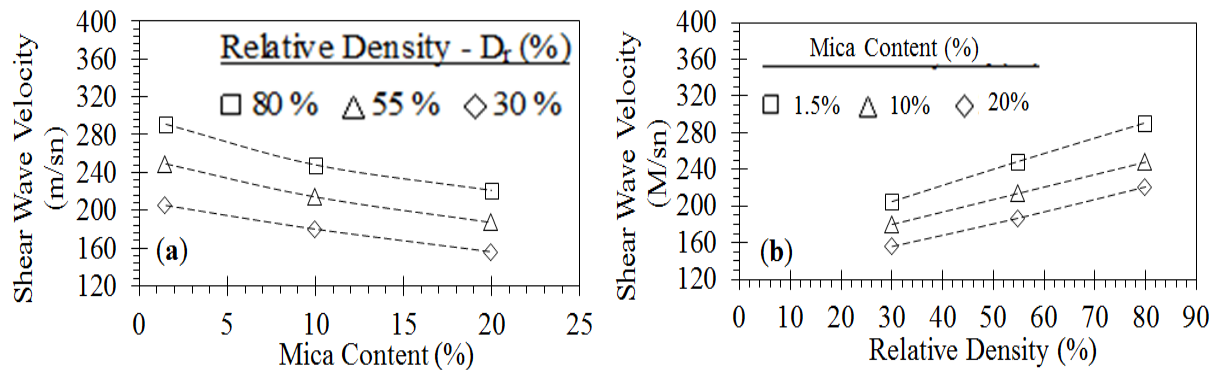 400
360
320
280
240
200
160
120
Shear Wave Velocity
(m/sn)
Relative Density - Dr (%)
80 % 55 % 30 %
(a)
0 5 10 15 20 25
Mica Content (%)
400
360
320
280
240
200
160
120
Shear Wave Velocity
(M/sn)
Mica Content (%)
1.5% 10% 20%
(b)
0 10 20 30 40 50 60 70 80 90
Relative Density (%)